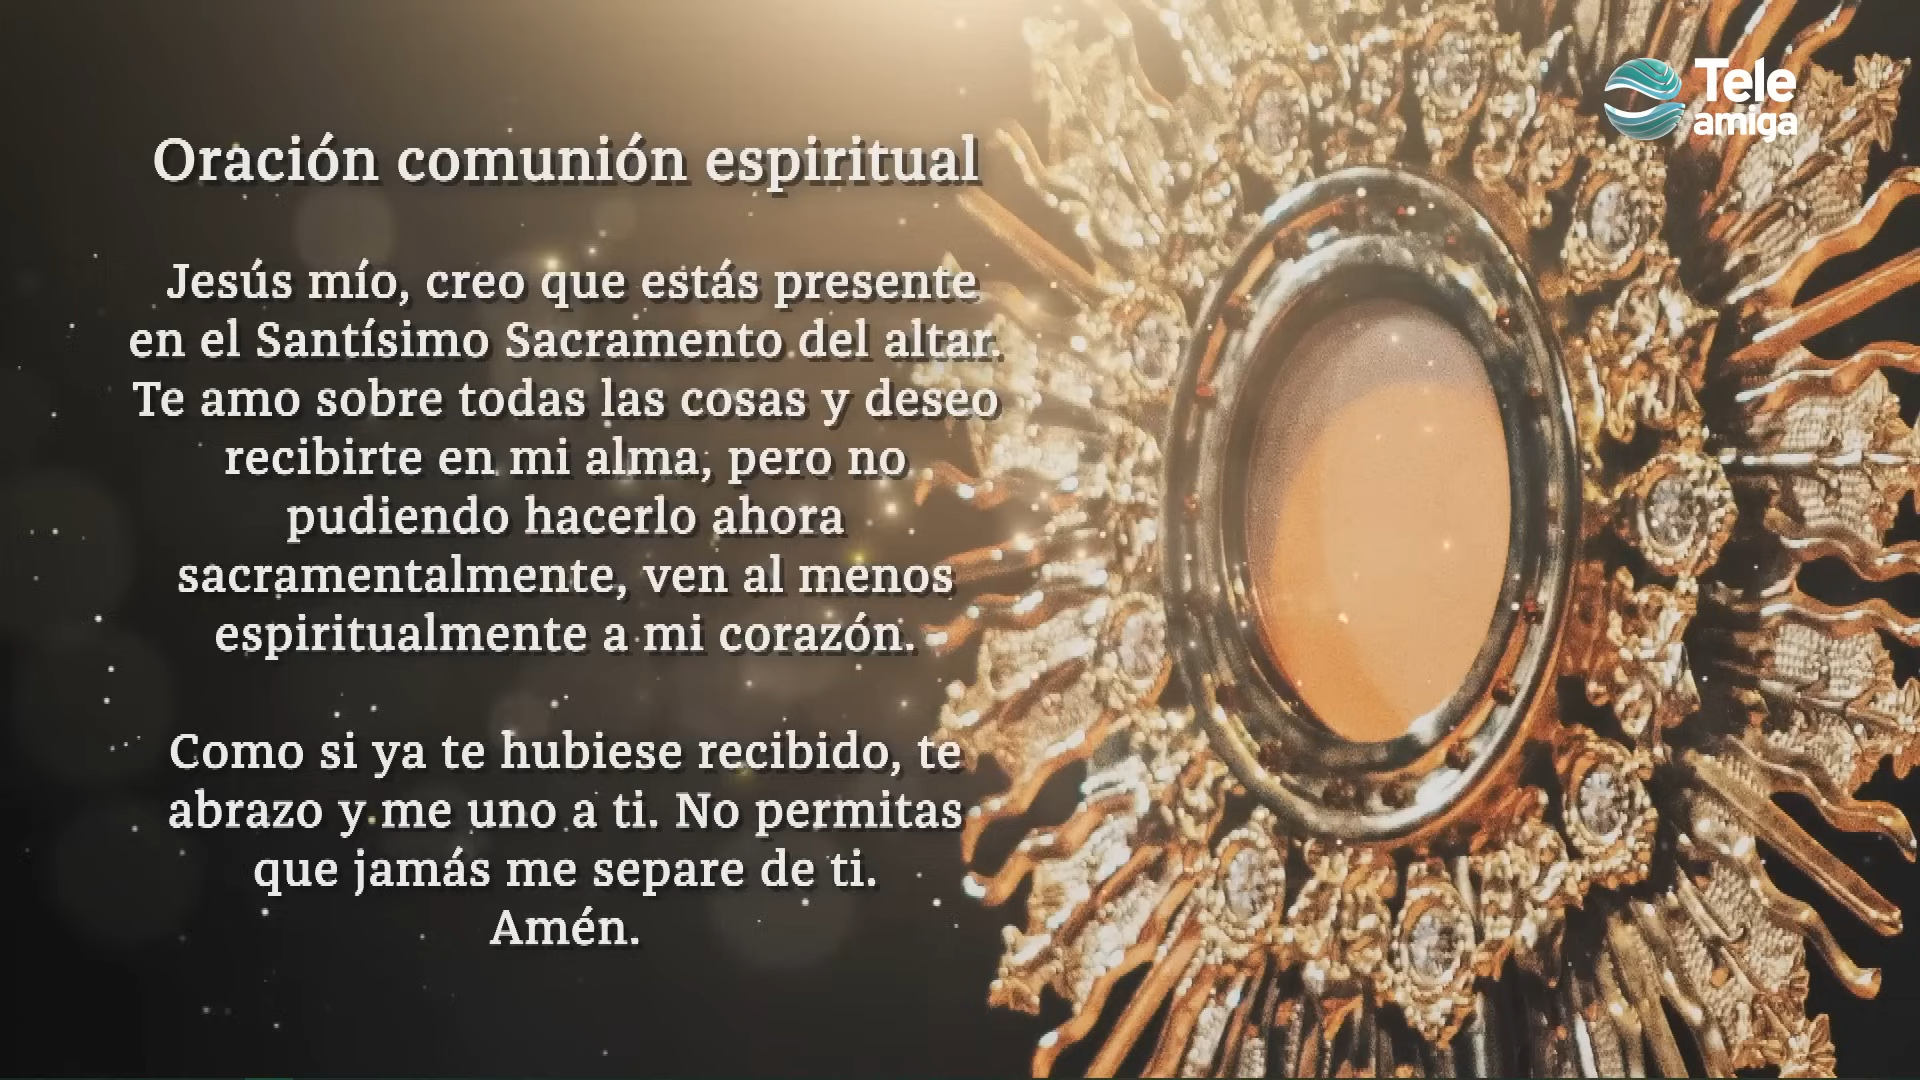 Tele
amiga
Oración comunión espiritual
Jesús mío, creo que estás presente
en el Santísimo Sacramento del altar.
Te amo sobre todas las cosas y deseo
recibirte en mi alma, pero no
pudiendo hacerlo ahora
sacramentalmente, ven al menos
espiritualmente a mi corazón.
Como si ya te hubiese recibido, te
abrazo y me uno a ti. No permitas
que jamás me separe de ti.
Amén.